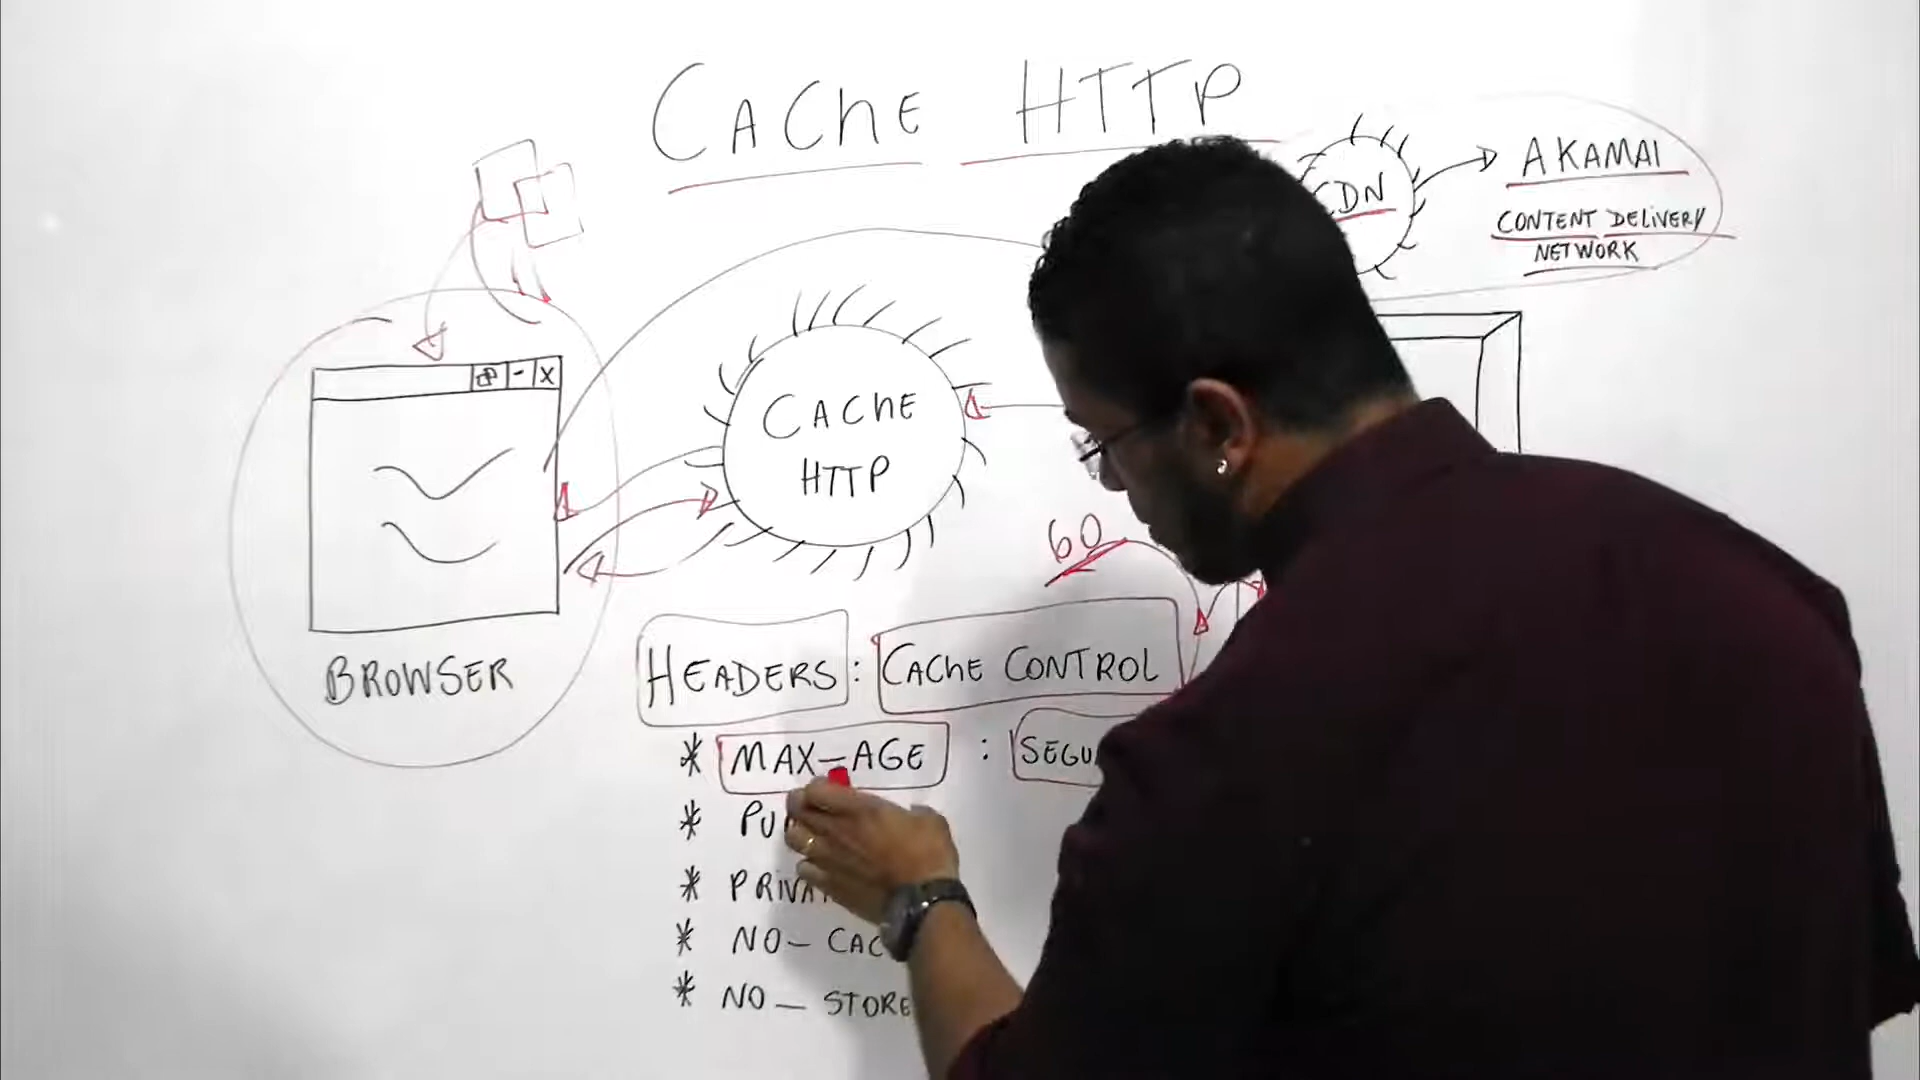 CAChE HTTP
CDN
AKAMAI
CONTENT DELiVERY
NETWORK
X
CAChE
HTTP
60
BROWSER
HEADERS: CAChE CONTROL
* MAX-AGE :
*
*
* NO-
* NO- STORE